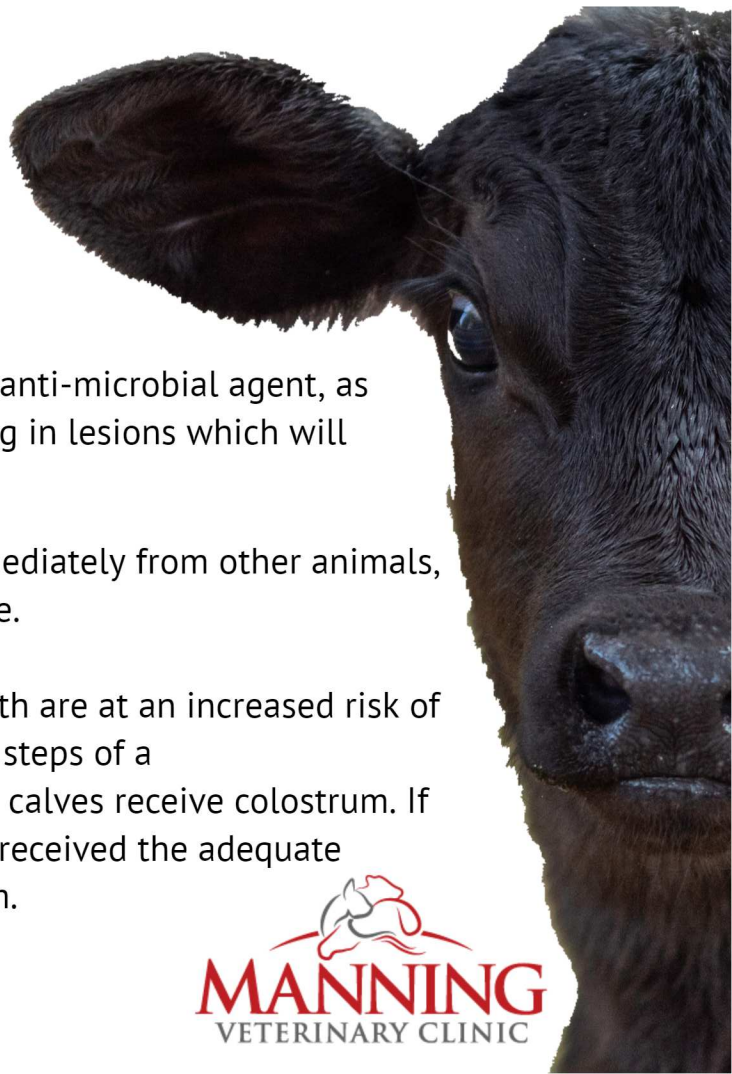 anti-microbial agent, as
g in lesions which will
ediately from other animals,
e.
th are at an increased risk of
steps of a
calves receive colostrum. If
received the adequate
n.
MANNING
VETERINARY CLINIC